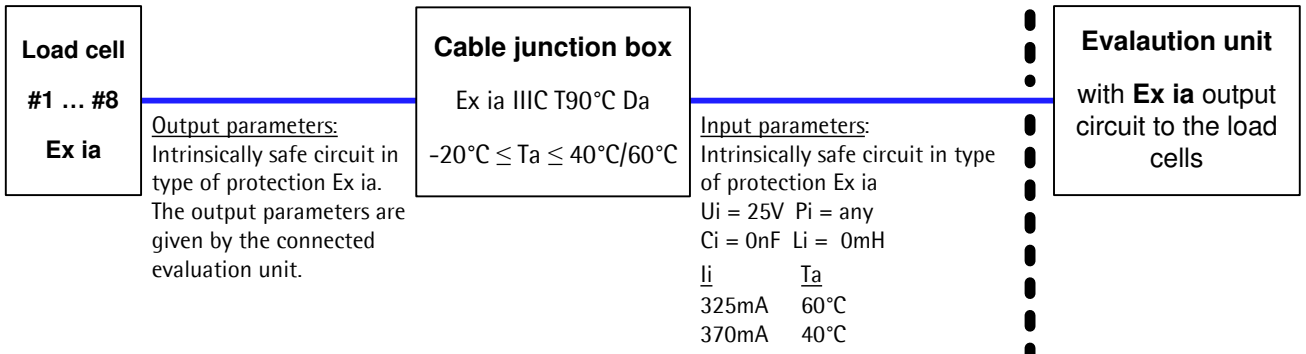 Load cell
#1 … #8
Ex ia
Output parameters:
Intrinsically safe circuit in
type of protection Ex ia.
The output parameters are
given by the connected
evaluation unit.
Cable junction box
Ex ia IIIC T90°C Da
-20°C ≤ Ta ≤ 40°C/60°C
Input parameters:
Intrinsically safe circuit in type
of protection Ex ia
Ui = 25V Pi = any
Ci = 0nF Li = 0mH
Ii Ta
325mA 60°C
370mA 40°C
Evalaution unit
with Ex ia output
circuit to the load
cells